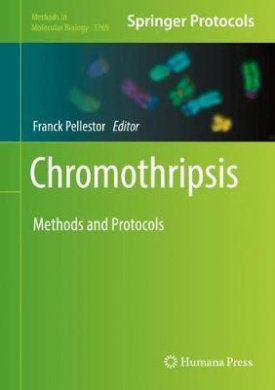 Methods in
Molecular Biology 1769
Springer Protocols
Franck Pellestor Editor
Chromothripsis
Methods and Protocols
Humana Press